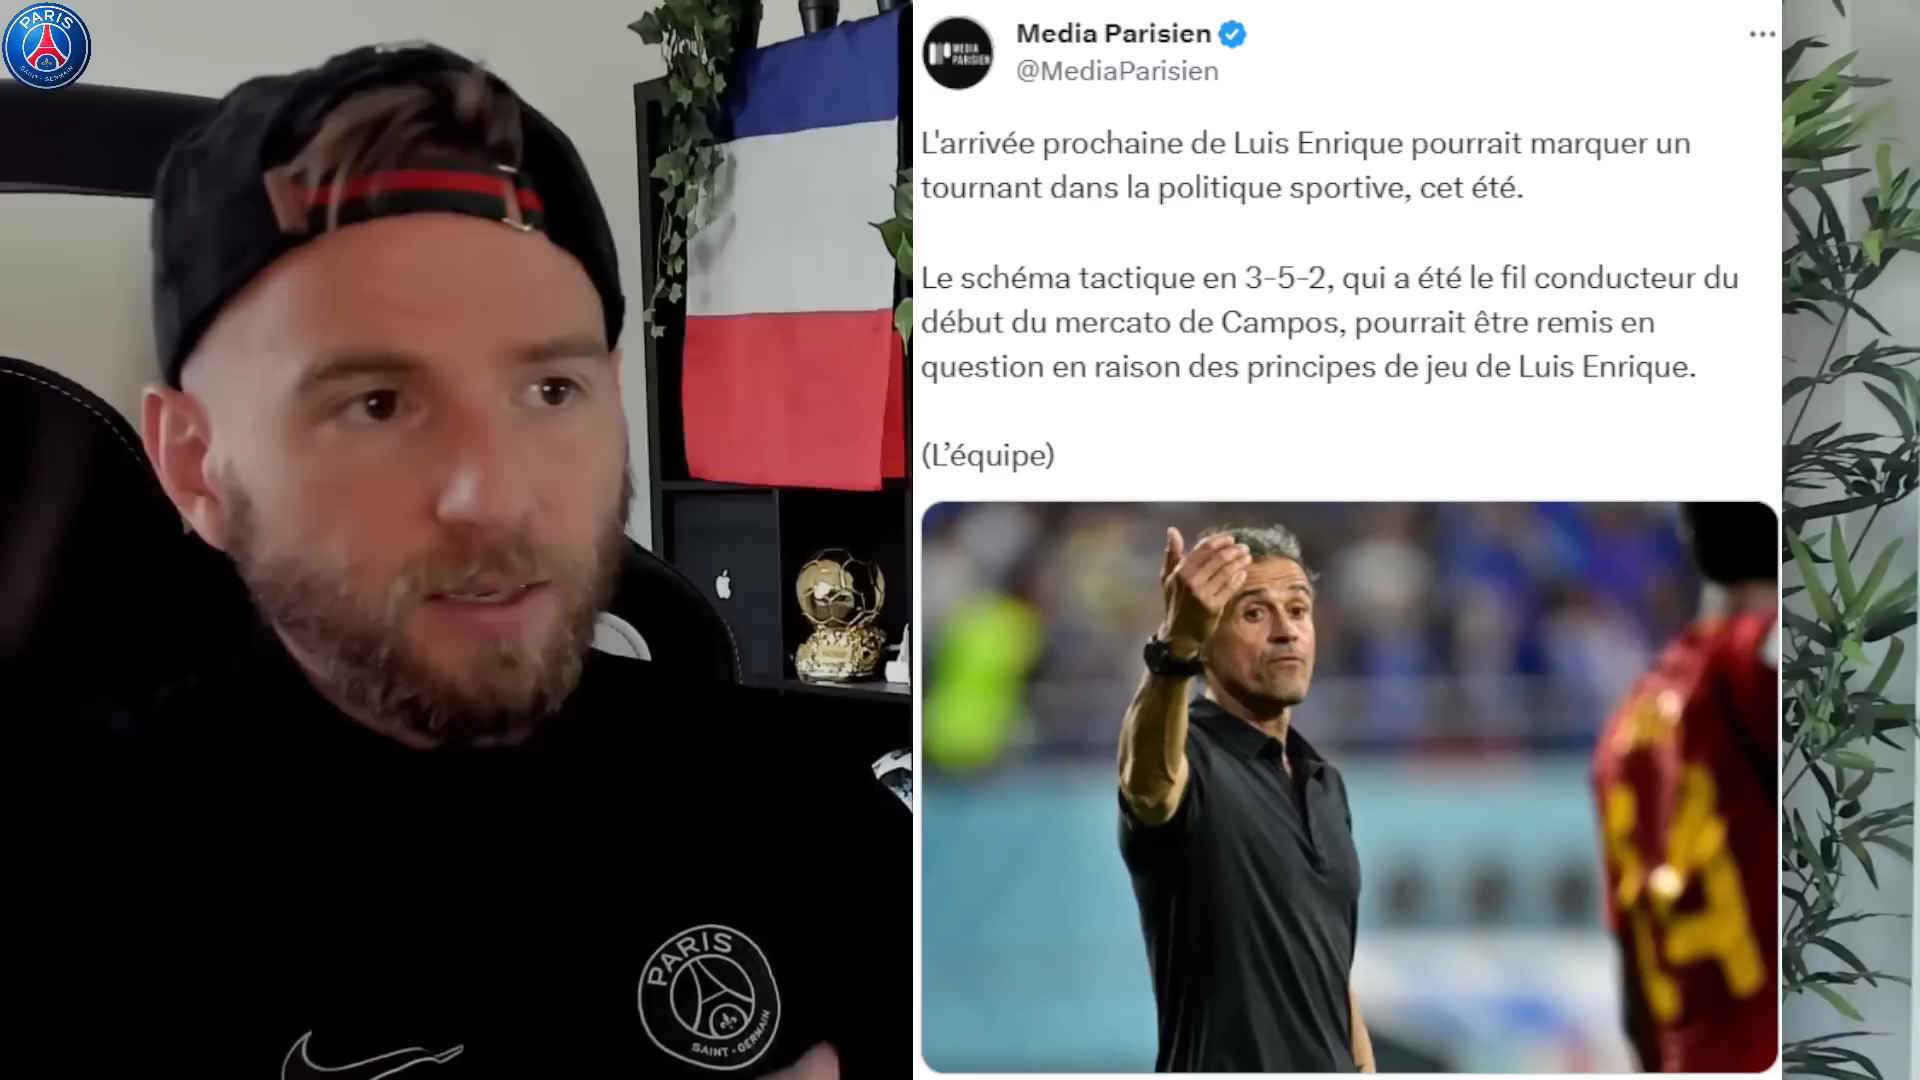 PARIS
SAINT-GERMAIN
Media Parisien
@MediaParisien
MEDIA
PARISIEN
L'arrivée prochaine de Luis Enrique pourrait marquer un
tournant dans la politique sportive, cet été.
Le schéma tactique en 3-5-2, qui a été le fil conducteur du
début du mercato de Campos, pourrait être remis en
question en raison des principes de jeu de Luis Enrique.
(L’équipe)
PARIS
SAINT-GERMAIN